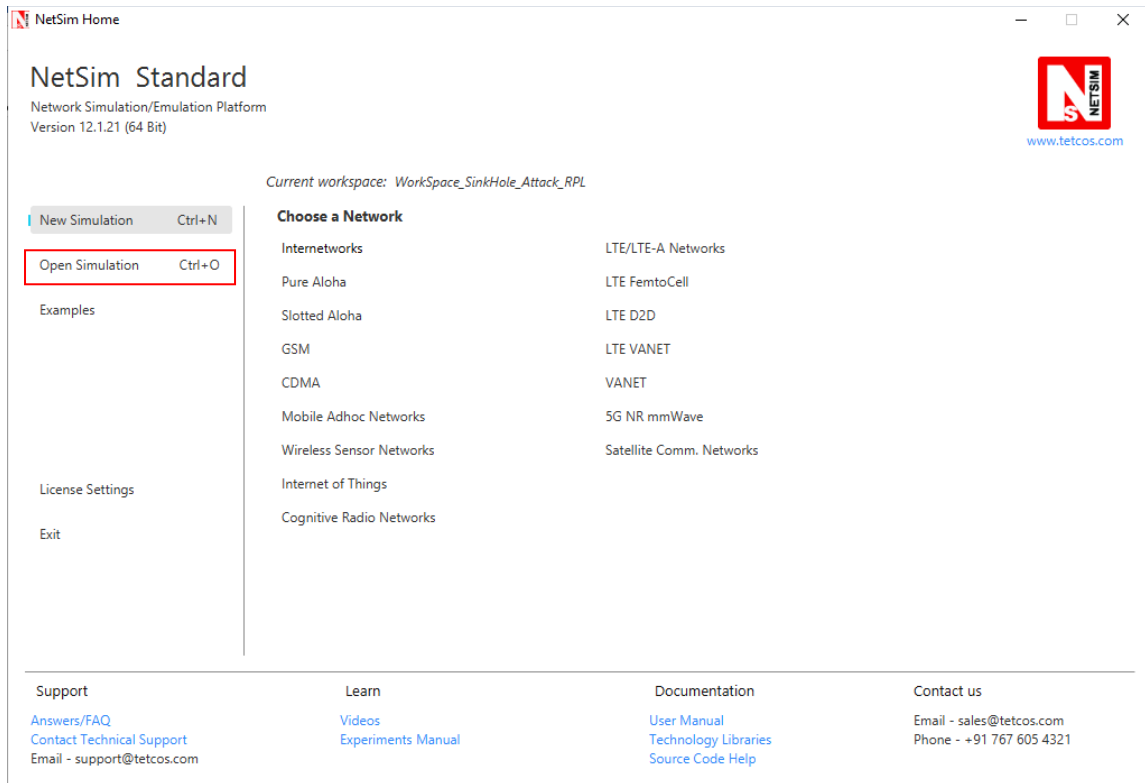 NetSim Home
NetSim Standard
Network Simulation/Emulation Platform
Version 12.1.21 (64 Bit)
NS NETSIM
www.tetcos.com
Current workspace: WorkSpace_SinkHole_Attack_RPL
New Simulation Ctrl+N
Open Simulation Ctrl+O
Examples
License Settings
Exit
Choose a Network
Internetworks
Pure Aloha
Slotted Aloha
GSM
CDMA
Mobile Adhoc Networks
Wireless Sensor Networks
Internet of Things
Cognitive Radio Networks
LTE/LTE-A Networks
LTE FemtoCell
LTE D2D
LTE VANET
VANET
5G NR mmWave
Satellite Comm. Networks
Support
Answers/FAQ
Contact Technical Support
Email - support@tetcos.com
Learn
Videos
Experiments Manual
Documentation
User Manual
Technology Libraries
Source Code Help
Contact us
Email - sales@tetcos.com
Phone - +91 767 605 4321